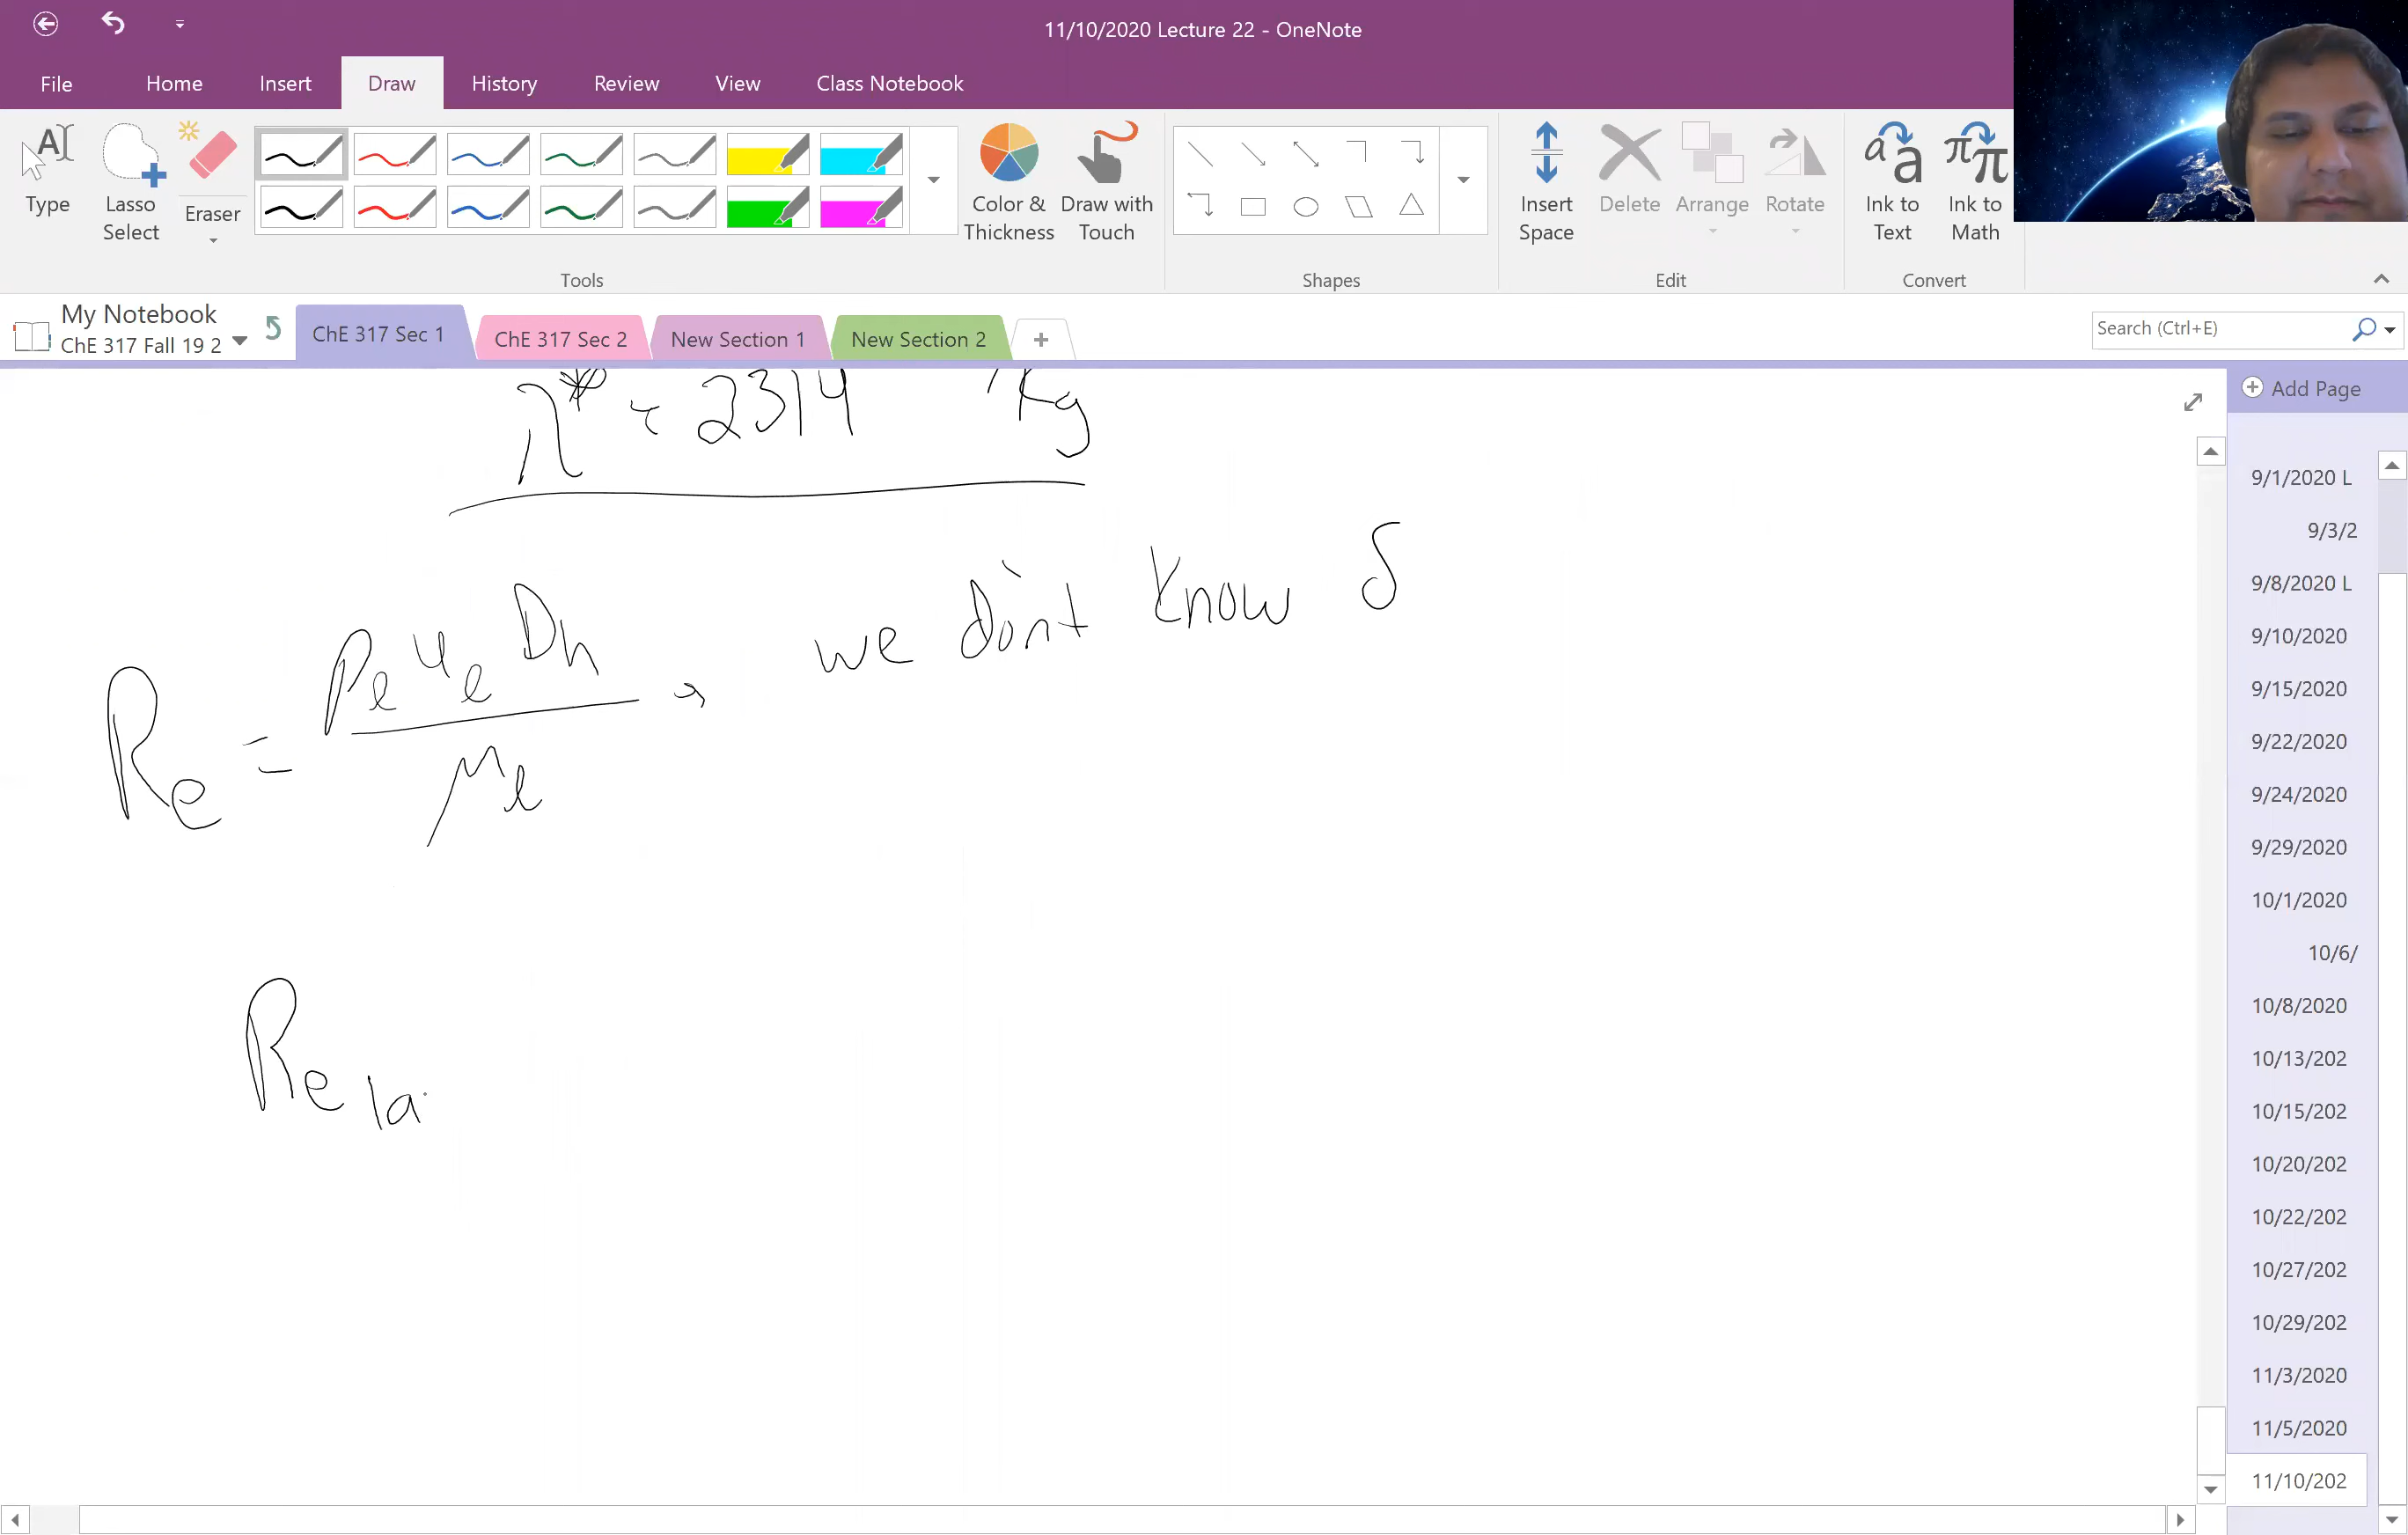 11/10/2020 Lecture 22 - OneNote
File Home Insert Draw History Review View Class Notebook
Type
Lasso Select
Eraser
Color & Thickness
Draw with Touch
Insert Space
Delete
Arrange
Rotate
Ink to Text
Ink to Math
Tools
Shapes
Edit
Convert
My Notebook
ChE 317 Fall 19 2
ChE 317 Sec 1
ChE 317 Sec 2
New Section 1
New Section 2
Search (Ctrl+E)
Add Page
2314 /kg
Re = ρℓ uℓ Dh / μℓ → we don't know δ
Re la
9/1/2020 L
9/3/2
9/8/2020 L
9/10/2020
9/15/2020
9/22/2020
9/24/2020
9/29/2020
10/1/2020
10/6/
10/8/2020
10/13/202
10/15/202
10/20/202
10/22/202
10/27/202
10/29/202
11/3/2020
11/5/2020
11/10/202